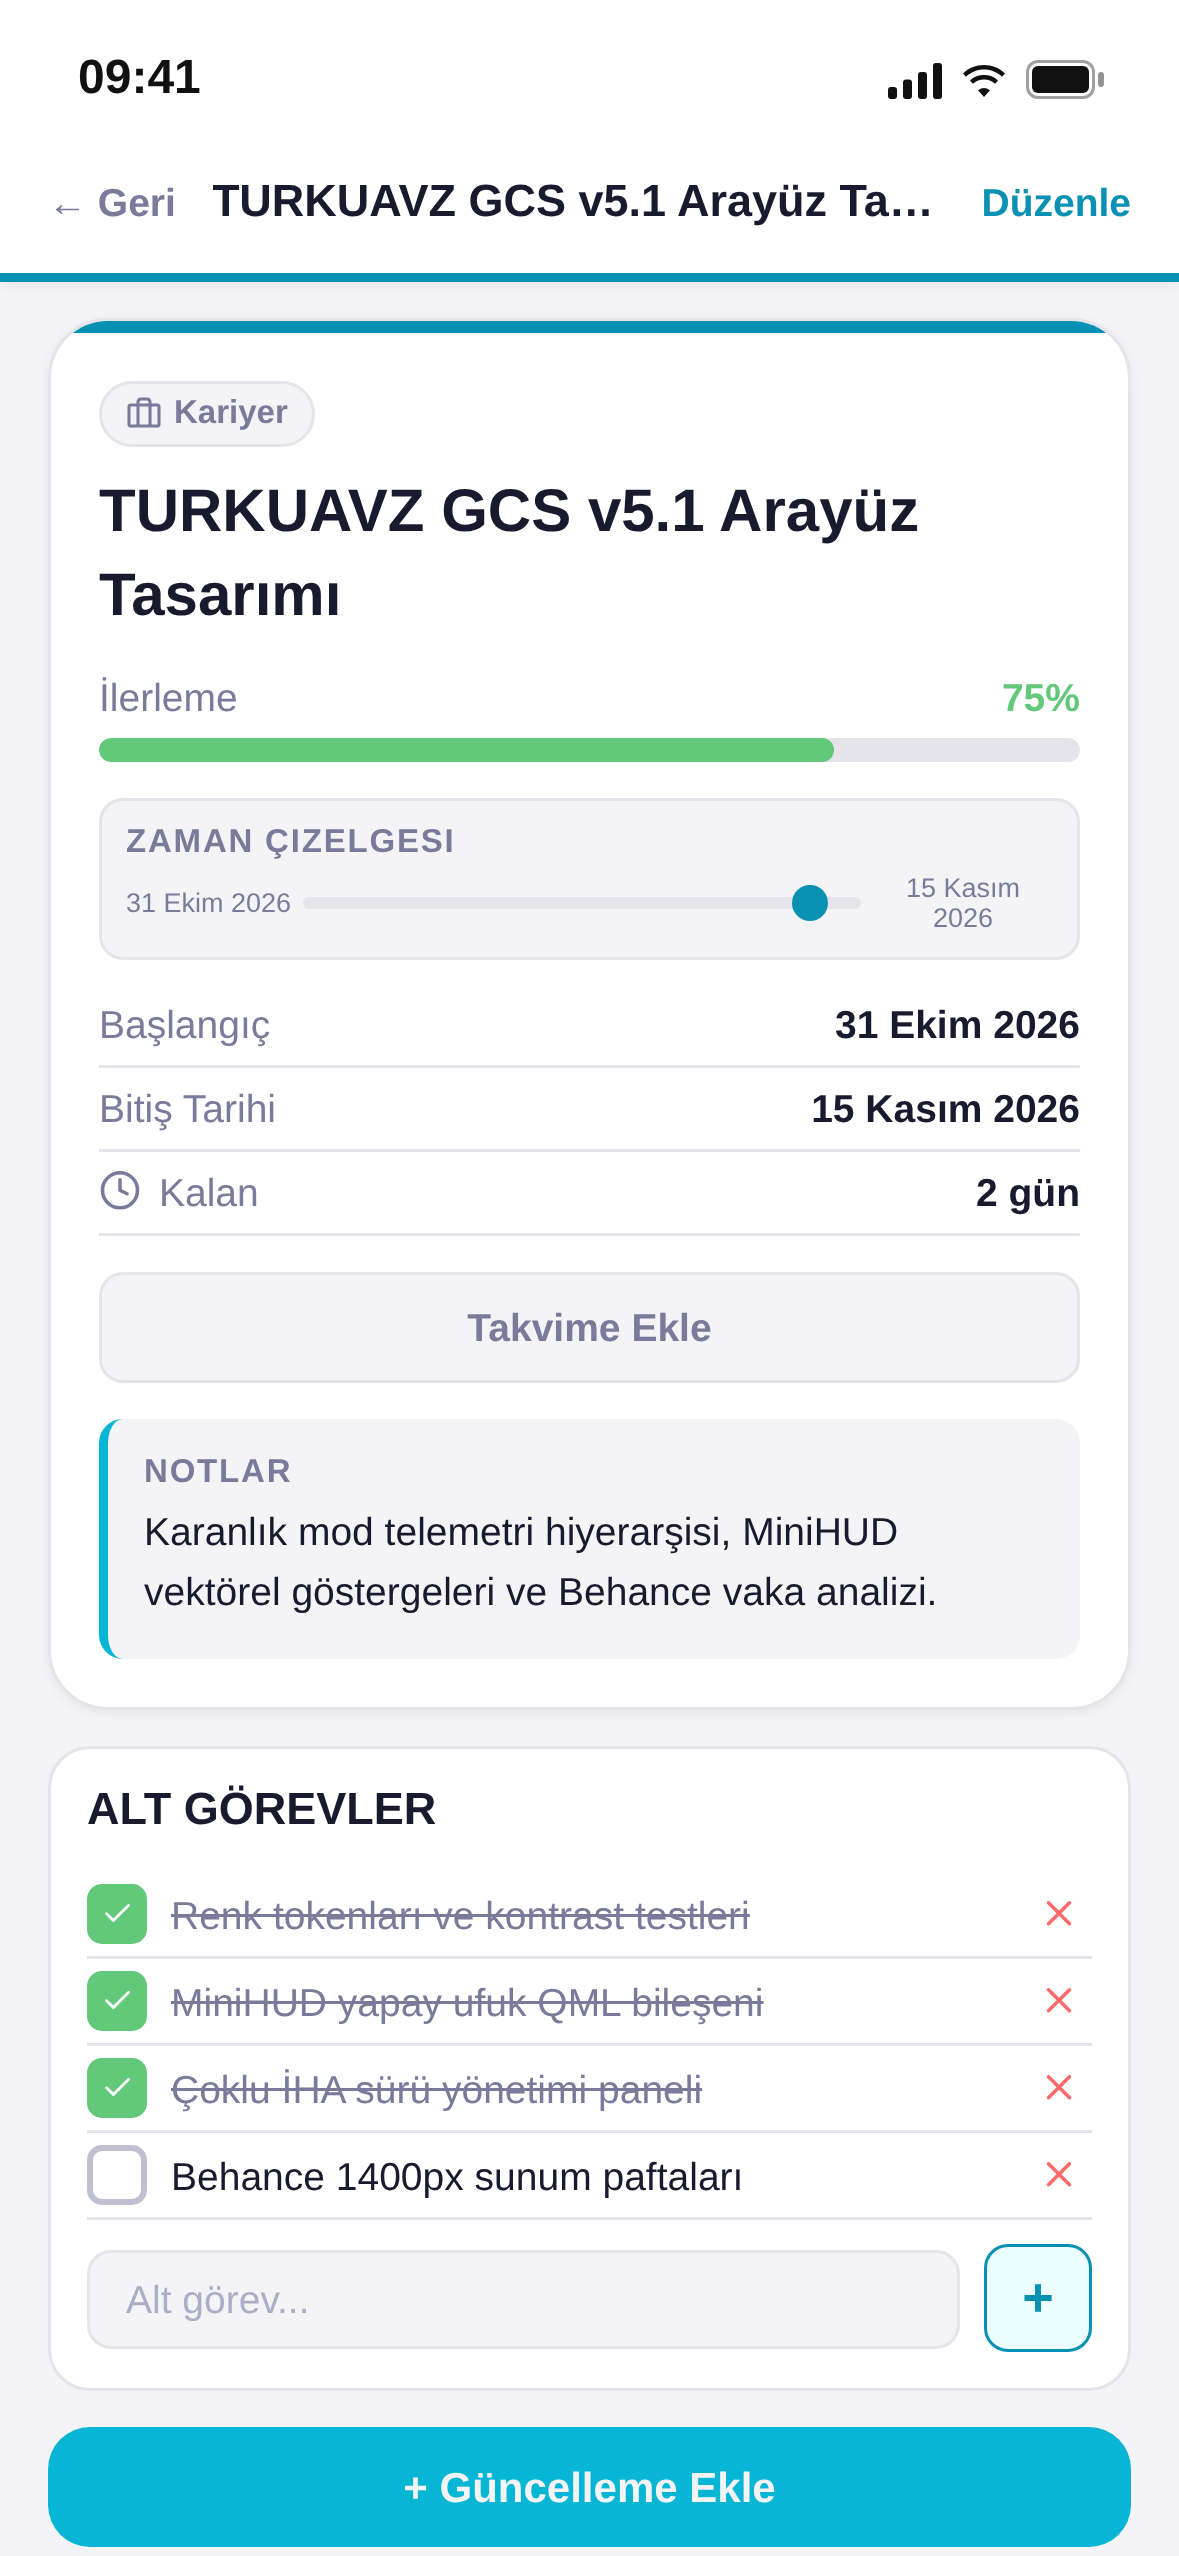 09:41
← Geri TURKUAVZ GCS v5.1 Arayüz Ta... Düzenle
Kariyer
TURKUAVZ GCS v5.1 Arayüz
Tasarımı
İlerleme 75%
ZAMAN ÇIZELGESI
31 Ekim 2026 15 Kasım
2026
Başlangıç 31 Ekim 2026
Bitiş Tarihi 15 Kasım 2026
Kalan 2 gün
Takvime Ekle
NOTLAR
Karanlık mod telemetri hiyerarşisi, MiniHUD
vektörel göstergeleri ve Behance vaka analizi.
ALT GÖREVLER
Renk tokenları ve kontrast testleri
MiniHUD yapay ufuk QML bileşeni
Çoklu İHA sürü yönetimi paneli
Behance 1400px sunum paftaları
Alt görev... +
+ Güncelleme Ekle